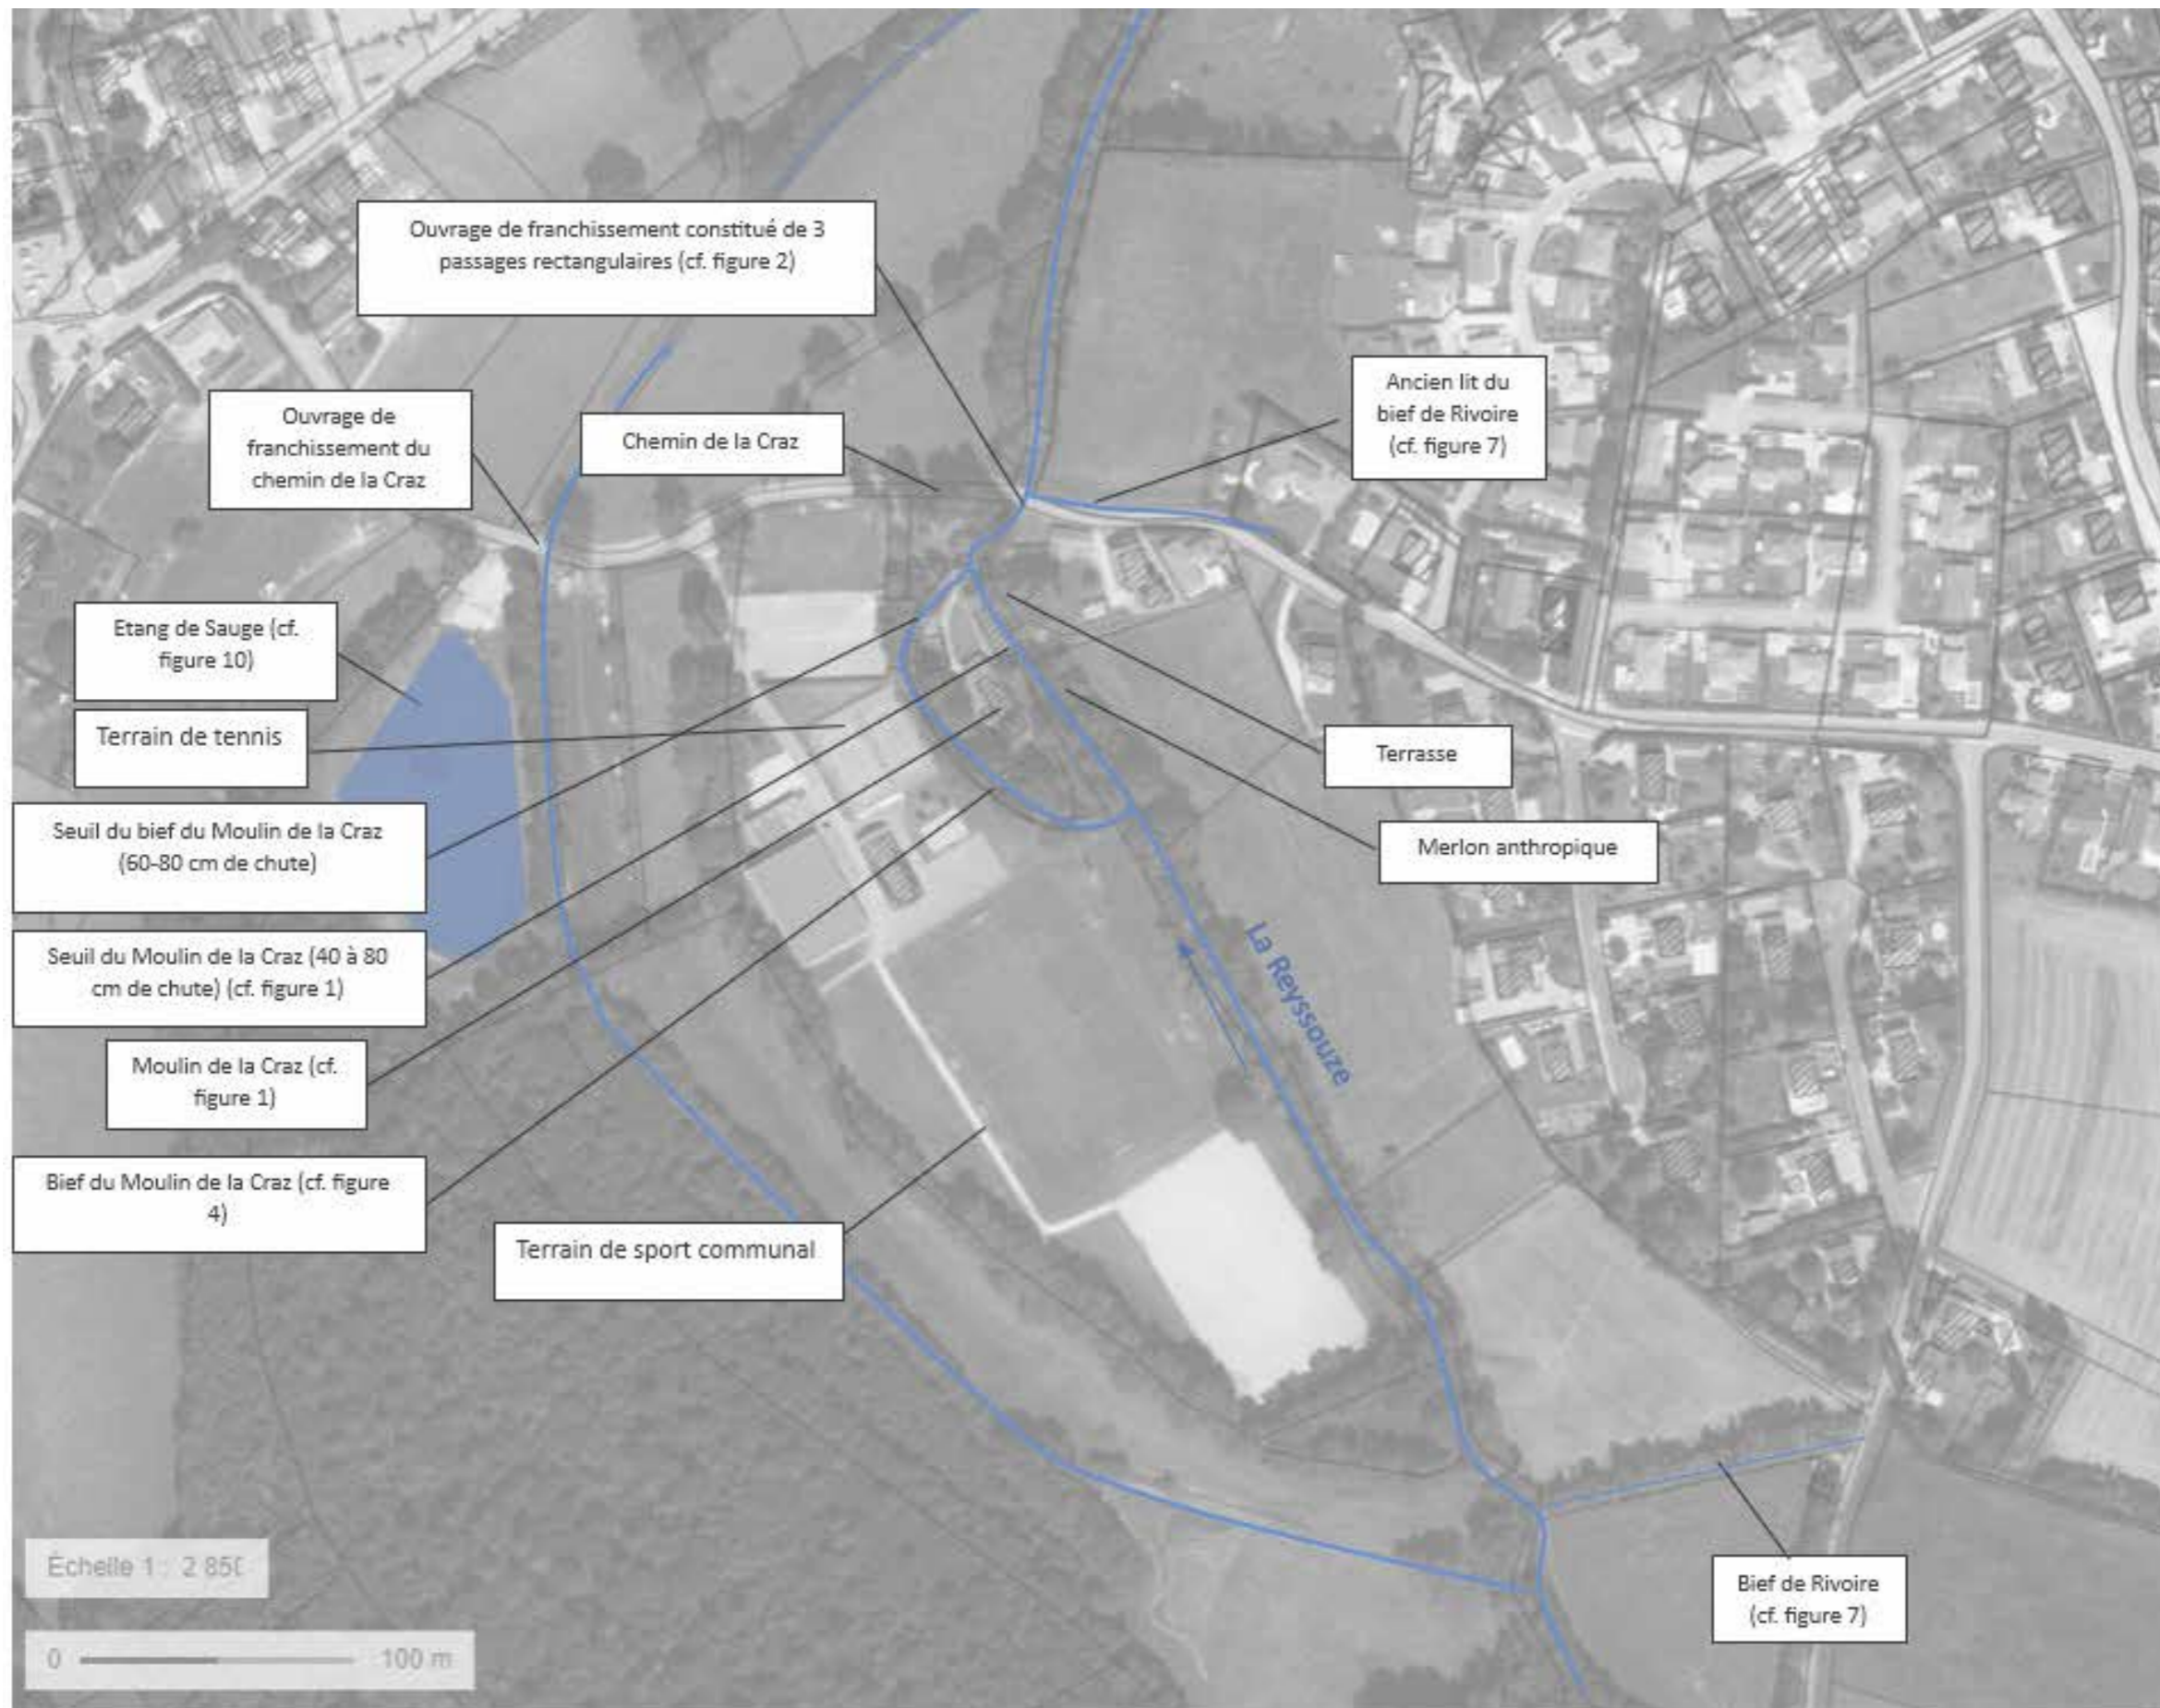 Ouvrage de franchissement constitué de 3
passages rectangulaires (cf. figure 2)
Ancien lit du
bief de Rivoire
(cf. figure 7)
Ouvrage de
franchissement du
chemin de la Craz
Chemin de la Craz
Etang de Sauge (cf.
figure 10)
Terrain de tennis
Terrasse
Seuil du bief du Moulin de la Craz
(60-80 cm de chute)
Merlon anthropique
Seuil du Moulin de la Craz (40 à 80
cm de chute) (cf. figure 1)
La Reyssouze
Moulin de la Craz (cf.
figure 1)
Bief du Moulin de la Craz (cf. figure
4)
Terrain de sport communal
Échelle 1 : 2 850
Bief de Rivoire
(cf. figure 7)
0 100 m